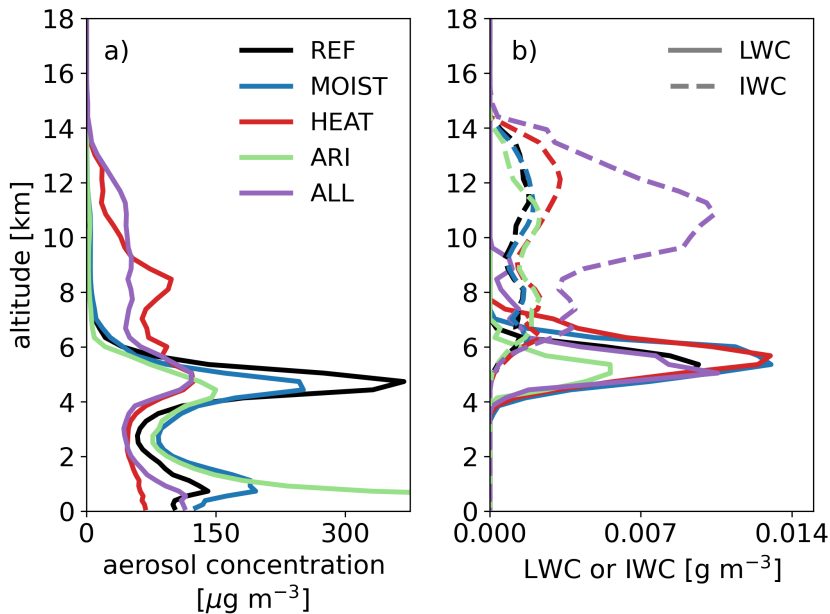 a)
REF
MOIST
HEAT
ARI
ALL
18
16
14
12
10
8
6
4
2
0
altitude [km]
0 150 300
aerosol concentration
[μg m⁻³]
b)
LWC
IWC
18
16
14
12
10
8
6
4
2
0
0.000 0.007 0.014
LWC or IWC [g m⁻³]